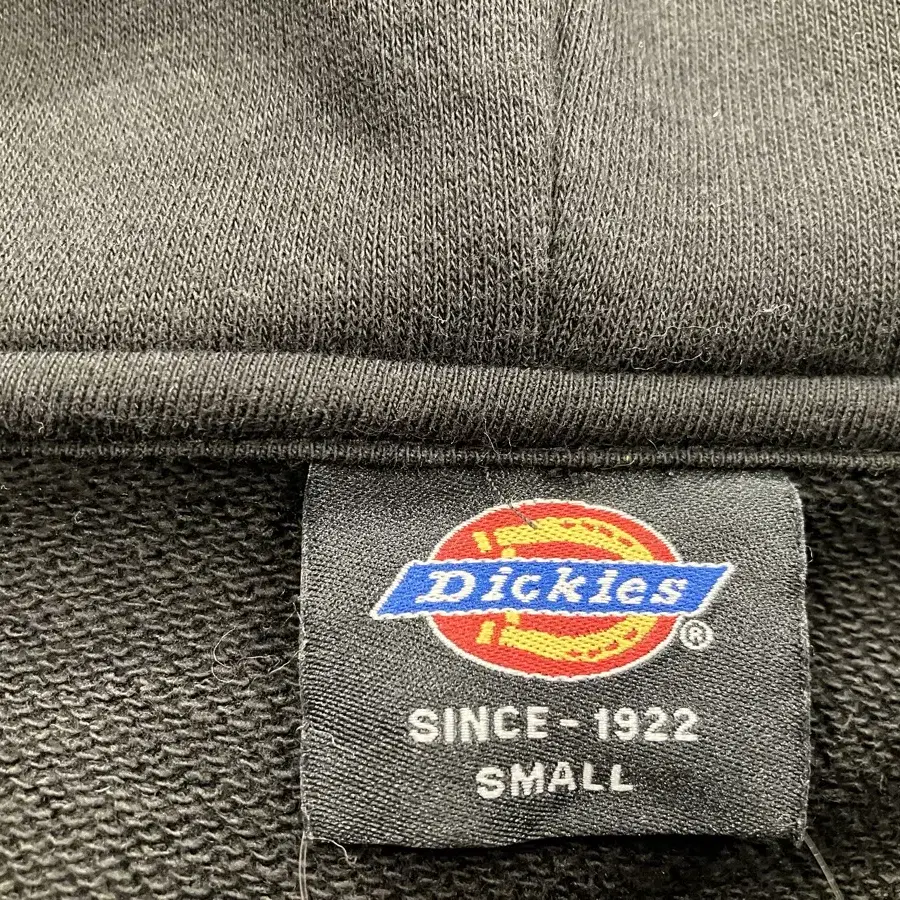 Dickies
®
SINCE - 1922
SMALL